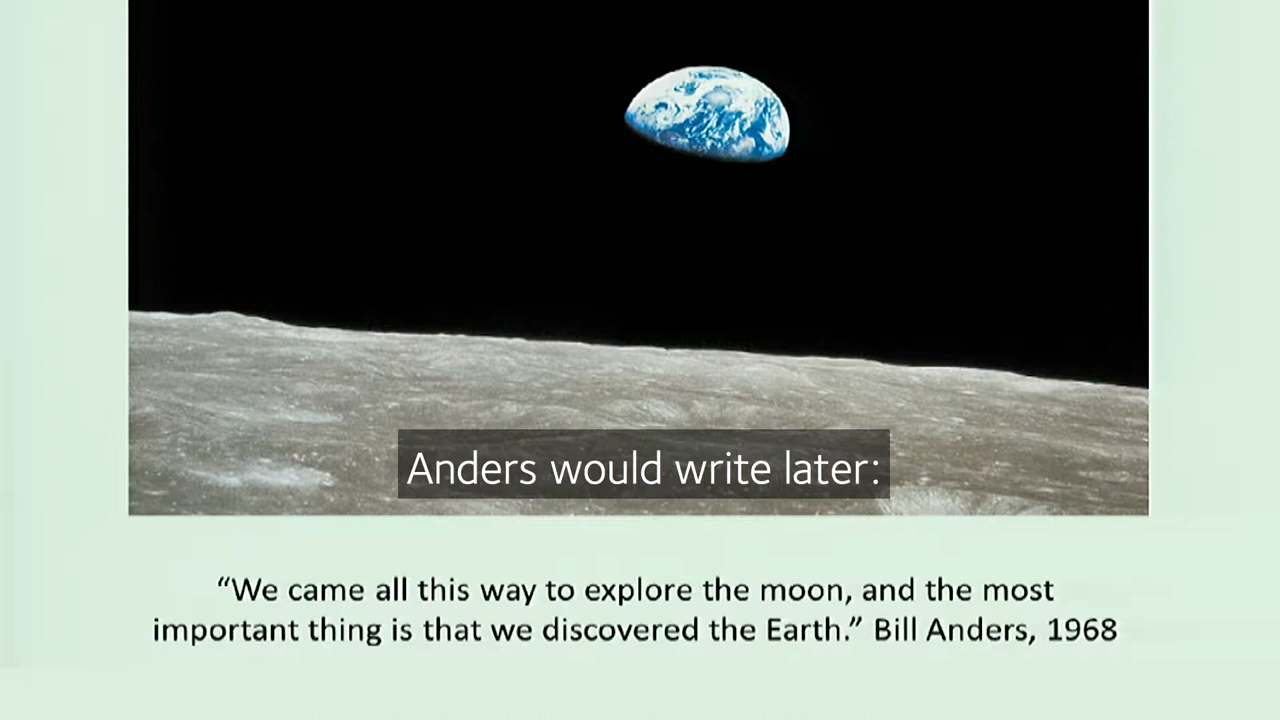 Anders would write later:
“We came all this way to explore the moon, and the most
important thing is that we discovered the Earth.” Bill Anders, 1968